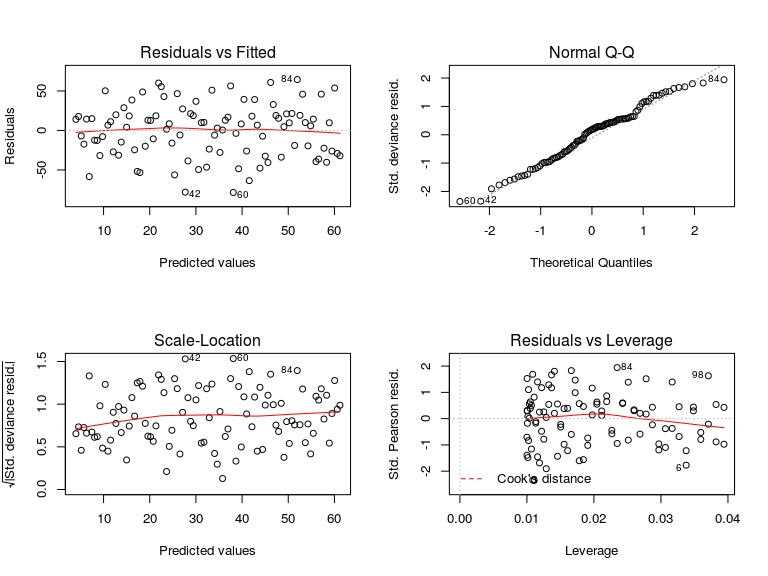 Residuals vs Fitted
Residuals
50
0
-50
84
42
60
10 20 30 40 50 60
Predicted values
Normal Q-Q
Std. deviance resid.
2
1
0
-1
-2
84
60
42
-2 -1 0 1 2
Theoretical Quantiles
Scale-Location
√|Std. deviance resid.|
1.5
1.0
0.5
0.0
42
60
84
10 20 30 40 50 60
Predicted values
Residuals vs Leverage
Std. Pearson resid.
2
1
0
-1
-2
84
98
6
Cook's distance
0.00 0.01 0.02 0.03 0.04
Leverage